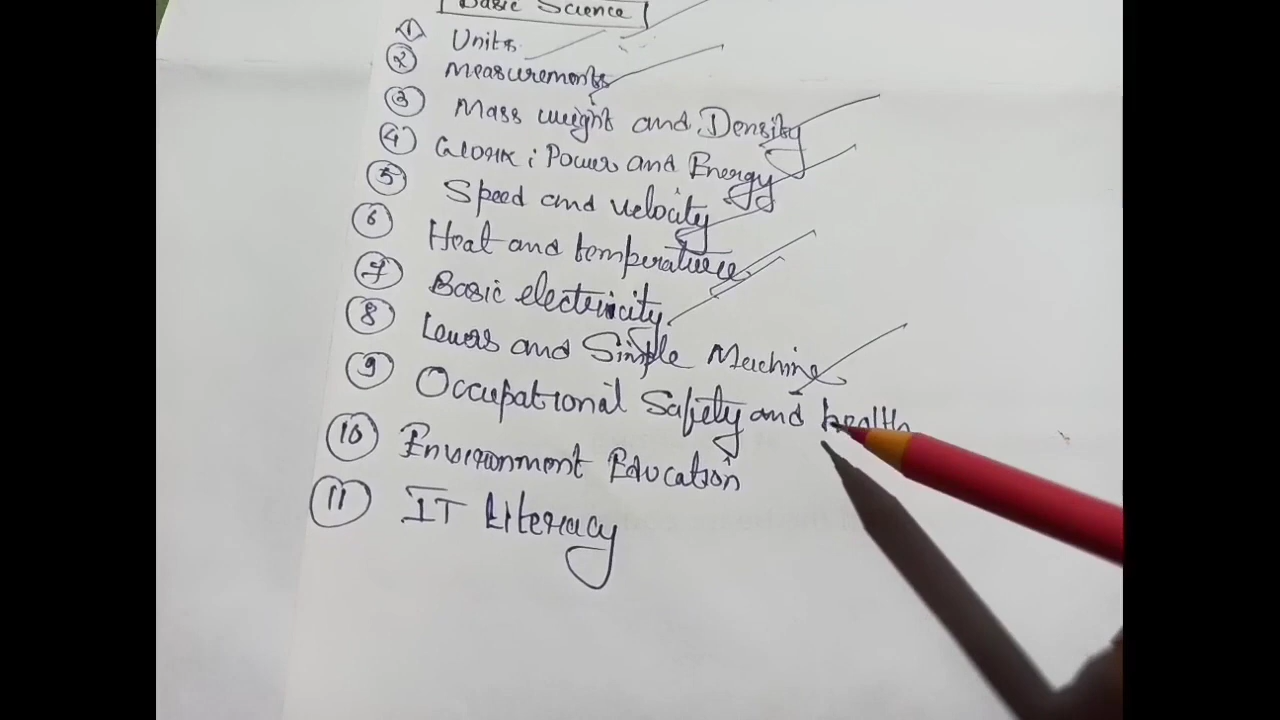 Basic Science
1 Units
2 Measurements
3 Mass weight and Density
4 Work : Power and Energy
5 Speed and velocity
6 Heat and temperature
7 Basic electricity
8 Levers and Simple Machine
9 Occupational Safety and health
10 Environment Education
11 IT Literacy